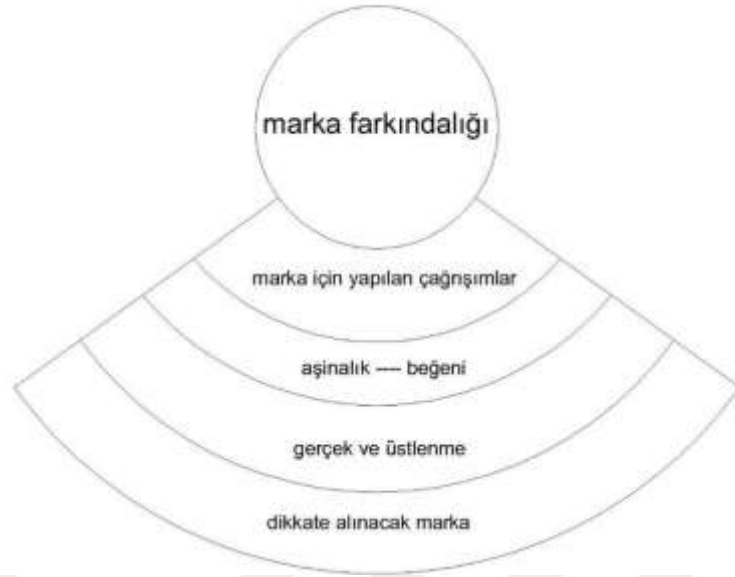 marka farkındalığı
marka için yapılan çağrışımlar
aşinalık ---- beğeni
gerçek ve üstlenme
dikkate alınacak marka